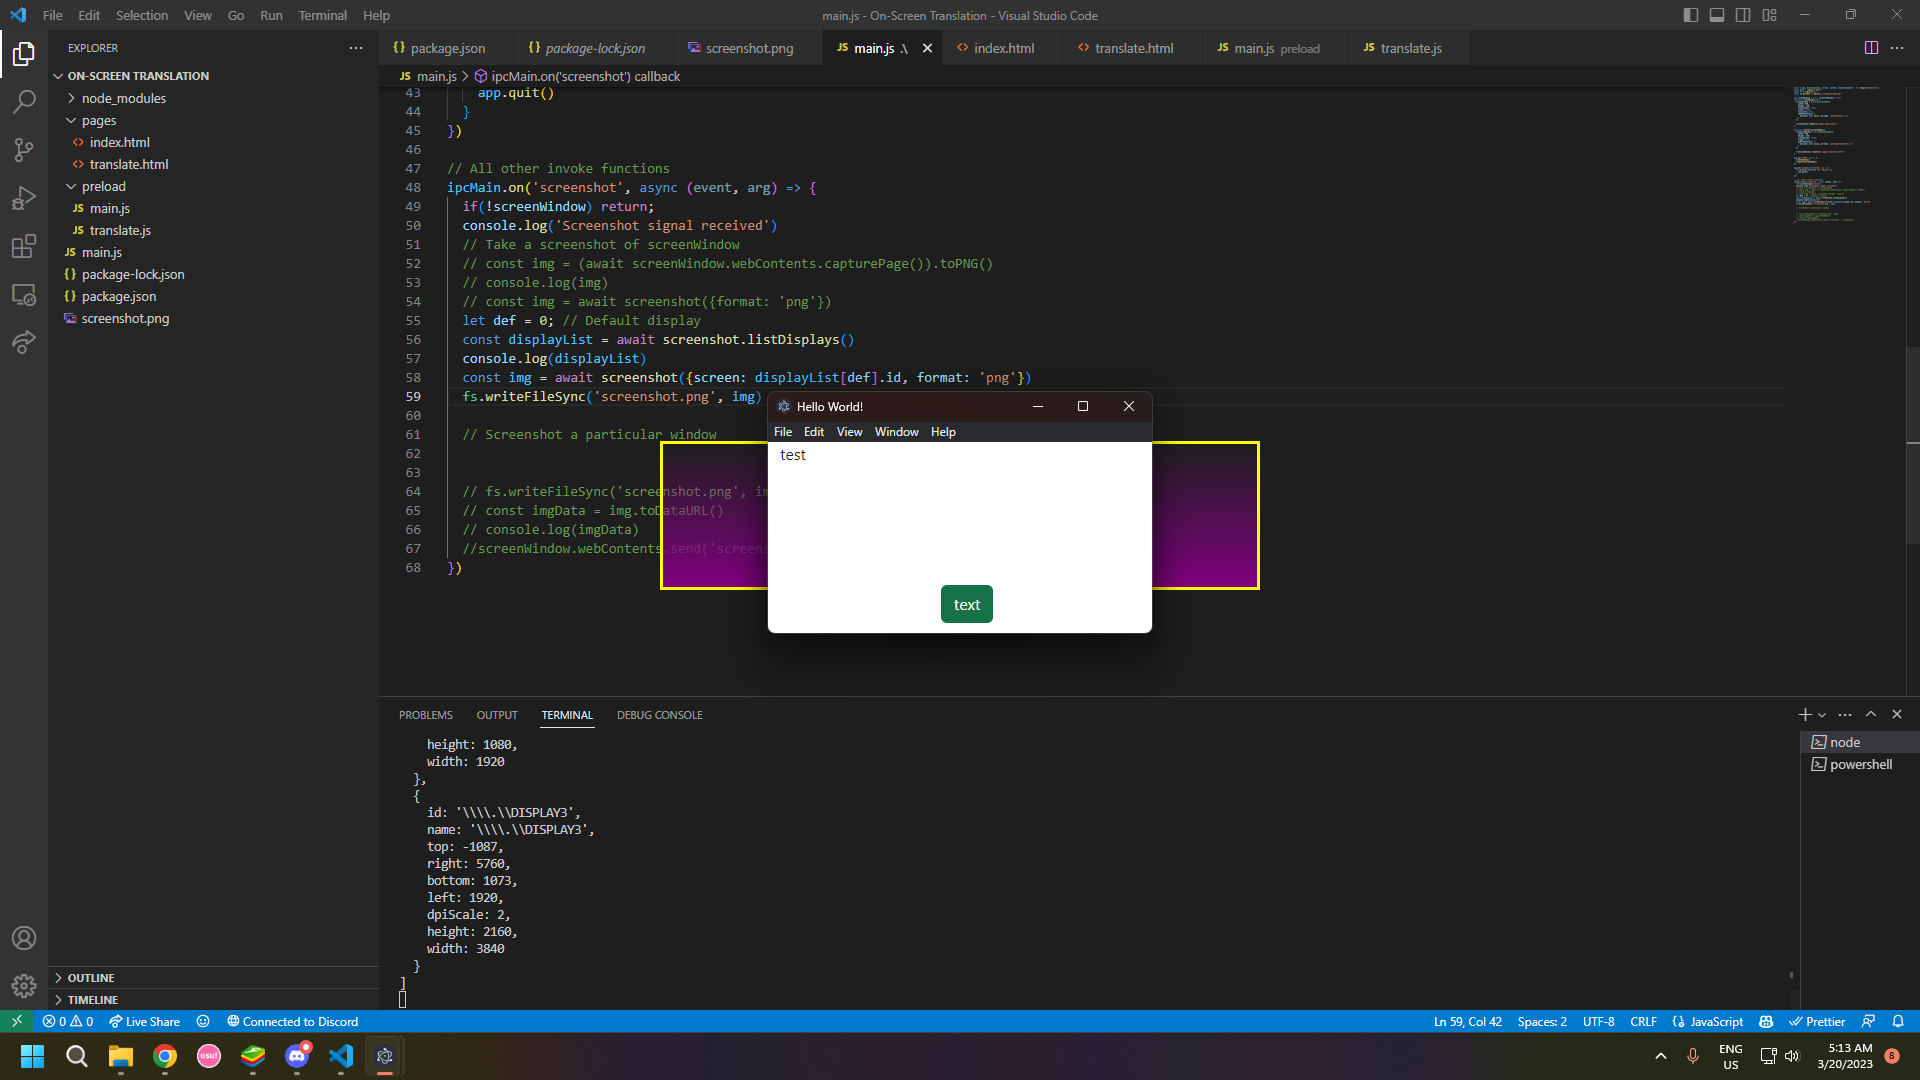 File Edit Selection View Go Run Terminal Help
main.js - On-Screen Translation - Visual Studio Code
EXPLORER
ON-SCREEN TRANSLATION
node_modules
pages
index.html
translate.html
preload
main.js
translate.js
main.js
package-lock.json
package.json
screenshot.png
OUTLINE
TIMELINE
package.json
package-lock.json
screenshot.png
main.js .\
index.html
translate.html
main.js preload
translate.js
main.js > ipcMain.on('screenshot') callback
43 app.quit()
44 }
45 })
46
47 // All other invoke functions
48 ipcMain.on('screenshot', async (event, arg) => {
49 if(!screenWindow) return;
50 console.log('Screenshot signal received')
51 // Take a screenshot of screenWindow
52 // const img = (await screenWindow.webContents.capturePage()).toPNG()
53 // console.log(img)
54 // const img = await screenshot({format: 'png'})
55 let def = 0; // Default display
56 const displayList = await screenshot.listDisplays()
57 console.log(displayList)
58 const img = await screenshot({screen: displayList[def].id, format: 'png'})
59 fs.writeFileSync('screenshot.png', img)
60
61 // Screenshot a particular window
62
63
64 // fs.writeFileSync('screenshot.png', im
65 // const imgData = img.toDataURL()
66 // console.log(imgData)
67 //screenWindow.webContents.send('screens
68 })
Hello World!
File Edit View Window Help
test
text
PROBLEMS OUTPUT TERMINAL DEBUG CONSOLE
height: 1080,
width: 1920
},
{
id: '\\\\.\\DISPLAY3',
name: '\\\\.\\DISPLAY3',
top: -1087,
right: 5760,
bottom: 1073,
left: 1920,
dpiScale: 2,
height: 2160,
width: 3840
}
]
node
powershell
0 0 Live Share Connected to Discord
Ln 59, Col 42 Spaces: 2 UTF-8 CRLF JavaScript Prettier
osu!
ENG
US
5:13 AM
3/20/2023
8